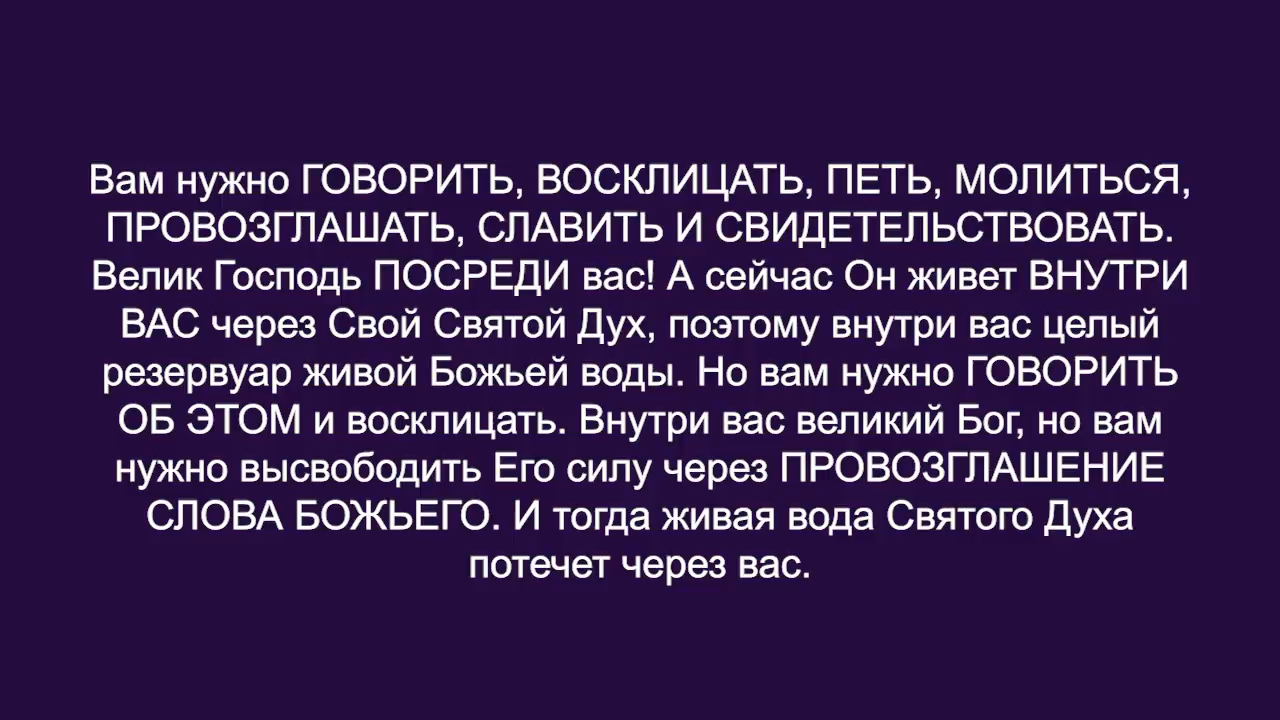 Вам нужно ГОВОРИТЬ, ВОСКЛИЦАТЬ, ПЕТЬ, МОЛИТЬСЯ,
ПРОВОЗГЛАШАТЬ, СЛАВИТЬ И СВИДЕТЕЛЬСТВОВАТЬ.
Велик Господь ПОСРЕДИ вас! А сейчас Он живет ВНУТРИ
ВАС через Свой Святой Дух, поэтому внутри вас целый
резервуар живой Божьей воды. Но вам нужно ГОВОРИТЬ
ОБ ЭТОМ и восклицать. Внутри вас великий Бог, но вам
нужно высвободить Его силу через ПРОВОЗГЛАШЕНИЕ
СЛОВА БОЖЬЕГО. И тогда живая вода Святого Духа
потечет через вас.